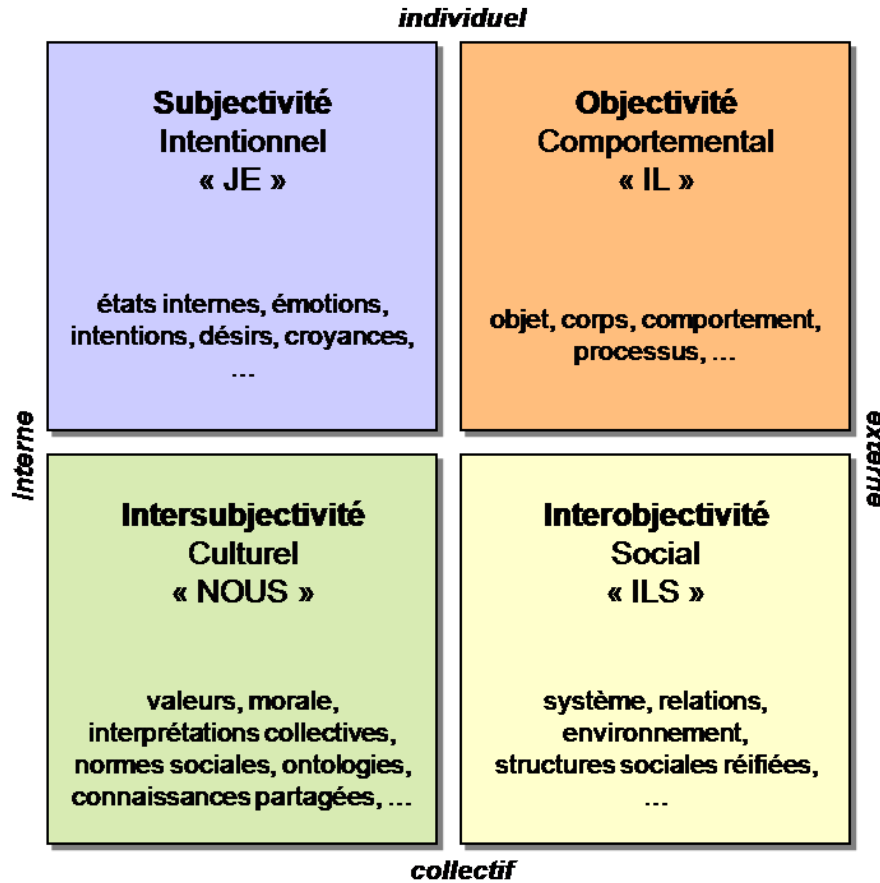 individuel
Subjectivité
Intentionnel
« JE »
états internes, émotions,
intentions, désirs, croyances,
...
Objectivité
Comportemental
« IL »
objet, corps, comportement,
processus, ...
Interne
externe
Intersubjectivité
Culturel
« NOUS »
valeurs, morale,
interprétations collectives,
normes sociales, ontologies,
connaissances partagées, ...
Interobjectivité
Social
« ILS »
système, relations,
environnement,
structures sociales réifiées,
...
collectif